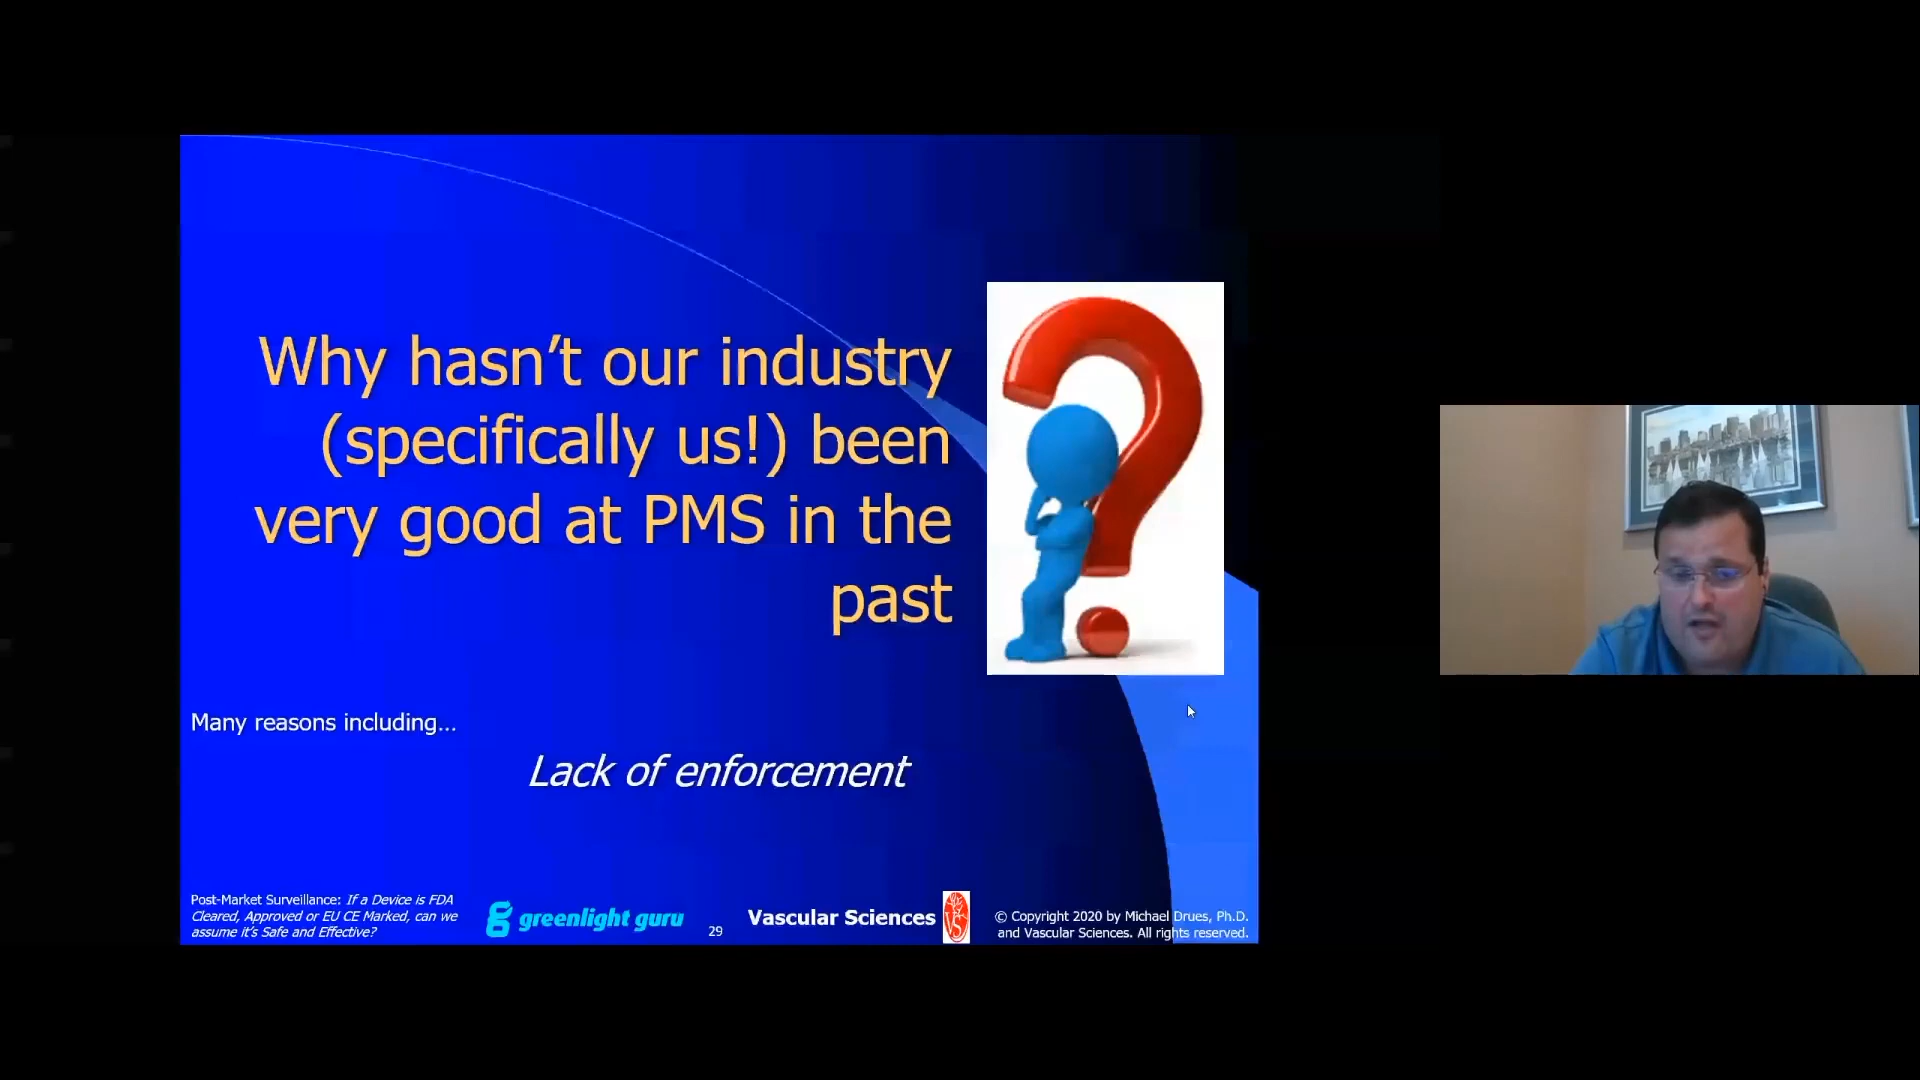 Why hasn’t our industry
(specifically us!) been
very good at PMS in the
past
Many reasons including...
Lack of enforcement
Post-Market Surveillance: If a Device is FDA
Cleared, Approved or EU CE Marked, can we
assume it’s Safe and Effective?
greenlight guru
29
Vascular Sciences
VS
© Copyright 2020 by Michael Drues, Ph.D.
and Vascular Sciences. All rights reserved.